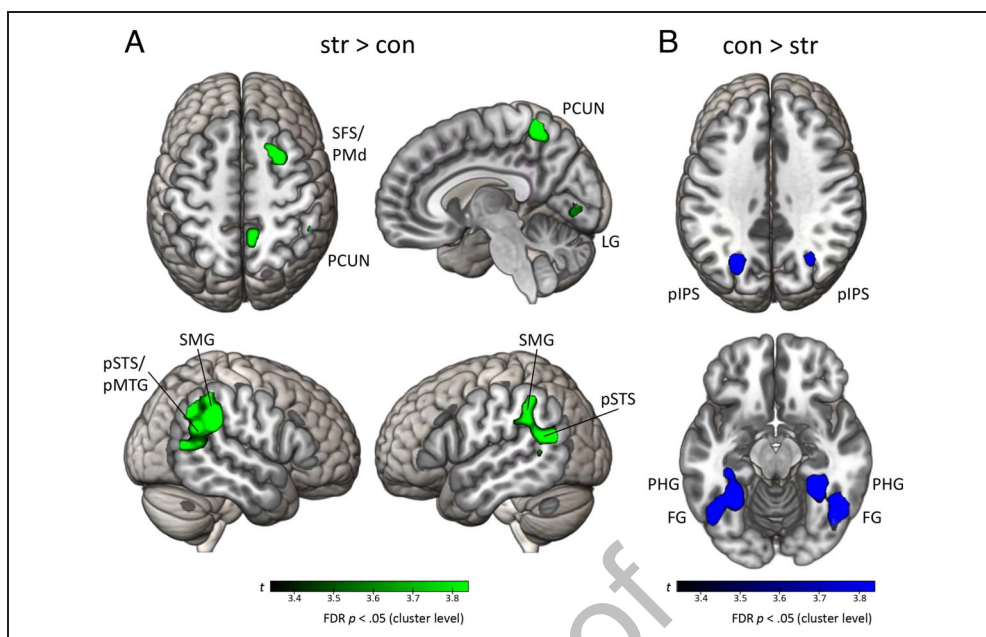 A
str > con
B
con > str
SFS/
PMd
PCUN
PCUN
LG
pIPS
pIPS
SMG
pSTS/
pMTG
SMG
pSTS
PHG
FG
PHG
FG
t
3.4 3.5 3.6 3.7 3.8
FDR p < .05 (cluster level)
t
3.4 3.5 3.6 3.7 3.8
FDR p < .05 (cluster level)
of